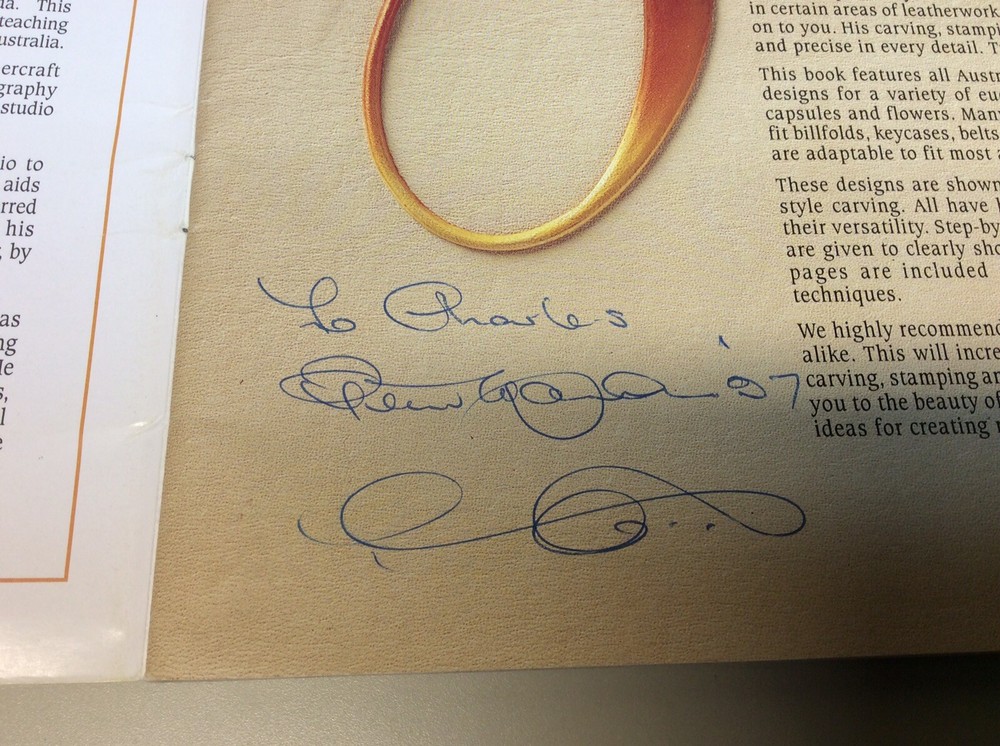 da. This
teaching
ustralia.
ercraft
graphy
studio
io to
aids
rred
his
, by
as
ng
le
s,
l
e
To Charles
'97
in certain areas of leatherwork
on to you. His carving, stampi
and precise in every detail. T
This book features all Austr
designs for a variety of euc
capsules and flowers. Many
fit billfolds, keycases, belts
are adaptable to fit most a
These designs are shown
style carving. All have
their versatility. Step-by
are given to clearly sho
pages are included
techniques.
We highly recommend
alike. This will incre
carving, stamping an
you to the beauty of
ideas for creating